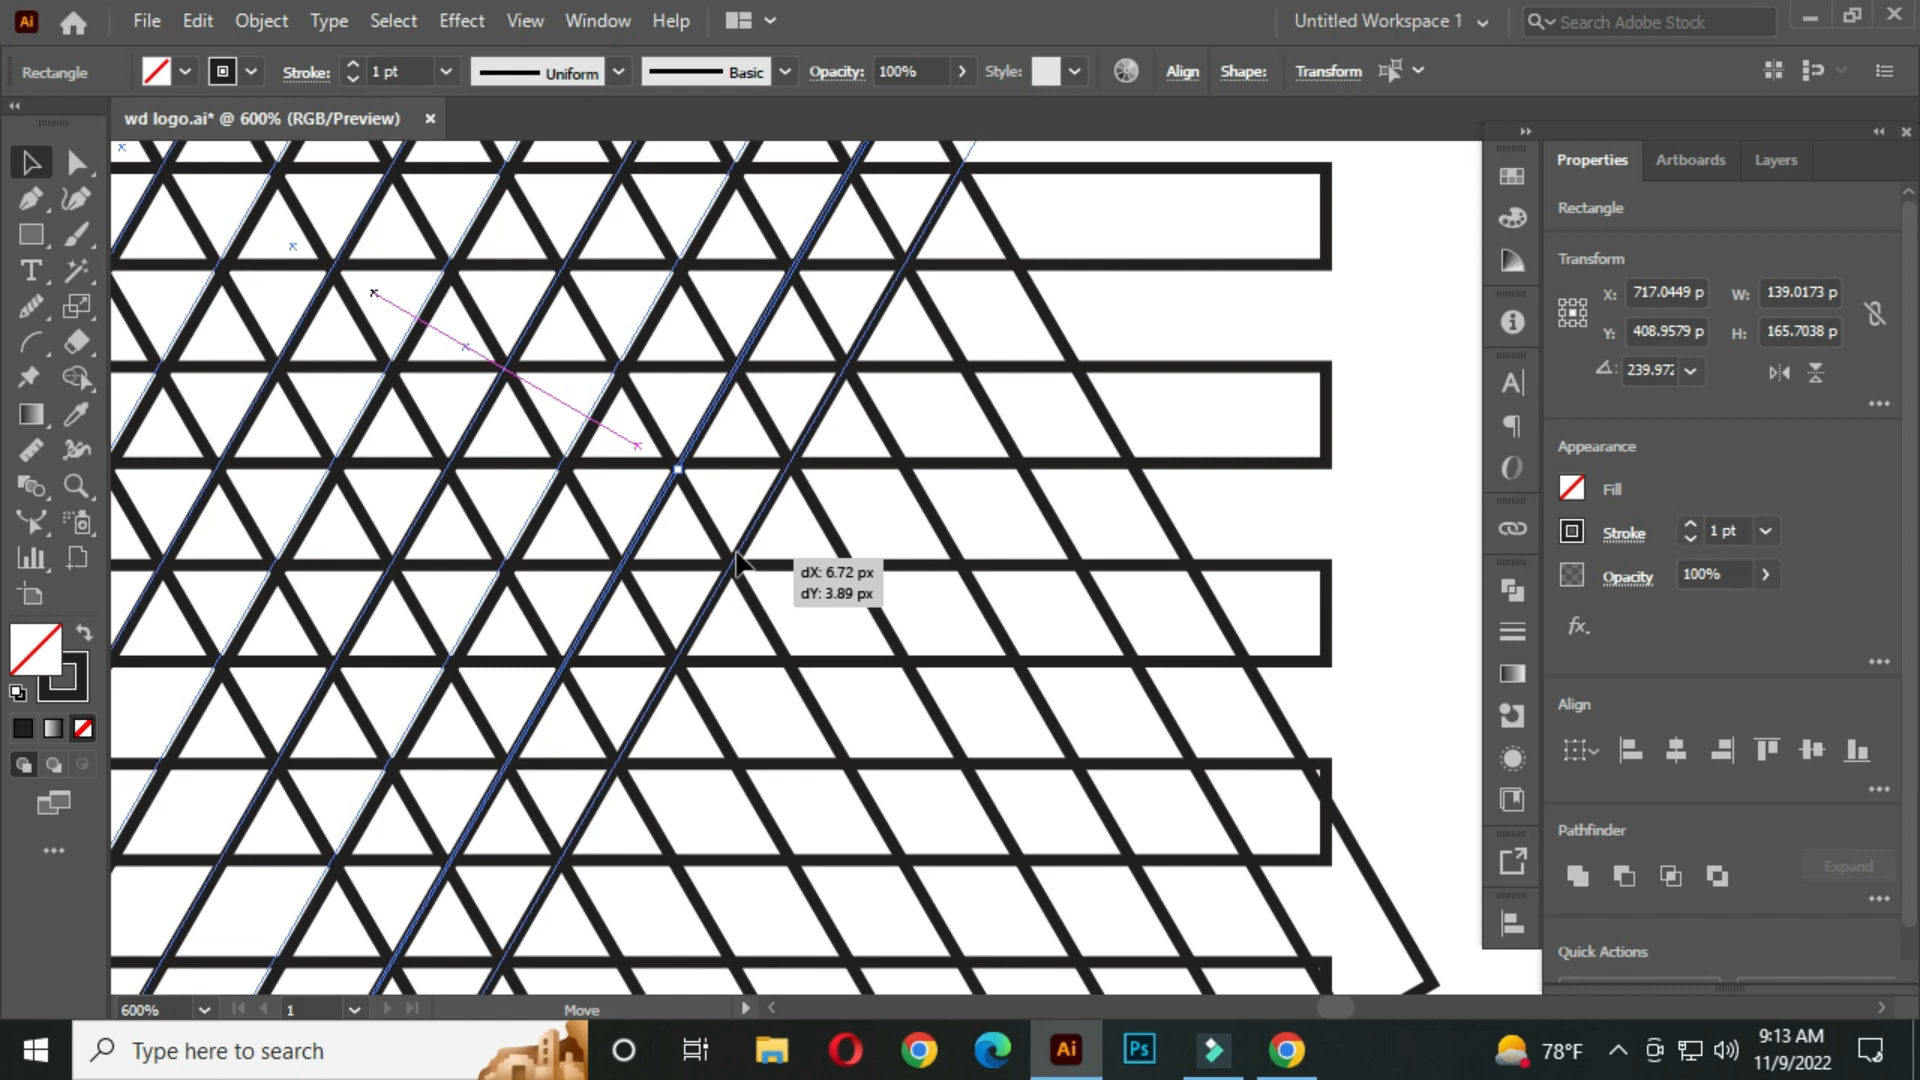 Ai File Edit Object Type Select Effect View Window Help Untitled Workspace 1 Search Adobe Stock
Rectangle Stroke: 1 pt Uniform Basic Opacity: 100% Style: Align Shape: Transform
wd logo.ai* @ 600% (RGB/Preview)
Properties Artboards Layers
Rectangle
Transform
X: 717.0449 p W: 139.0173 p
Y: 408.9579 p H: 165.7038 p
239.972
Appearance
Fill
Stroke 1 pt
Opacity 100%
fx.
dX: 6.72 px
dY: 3.89 px
Align
Pathfinder
Expand
Quick Actions
600% 1 Move
Type here to search Ai Ps 78°F 9:13 AM
11/9/2022